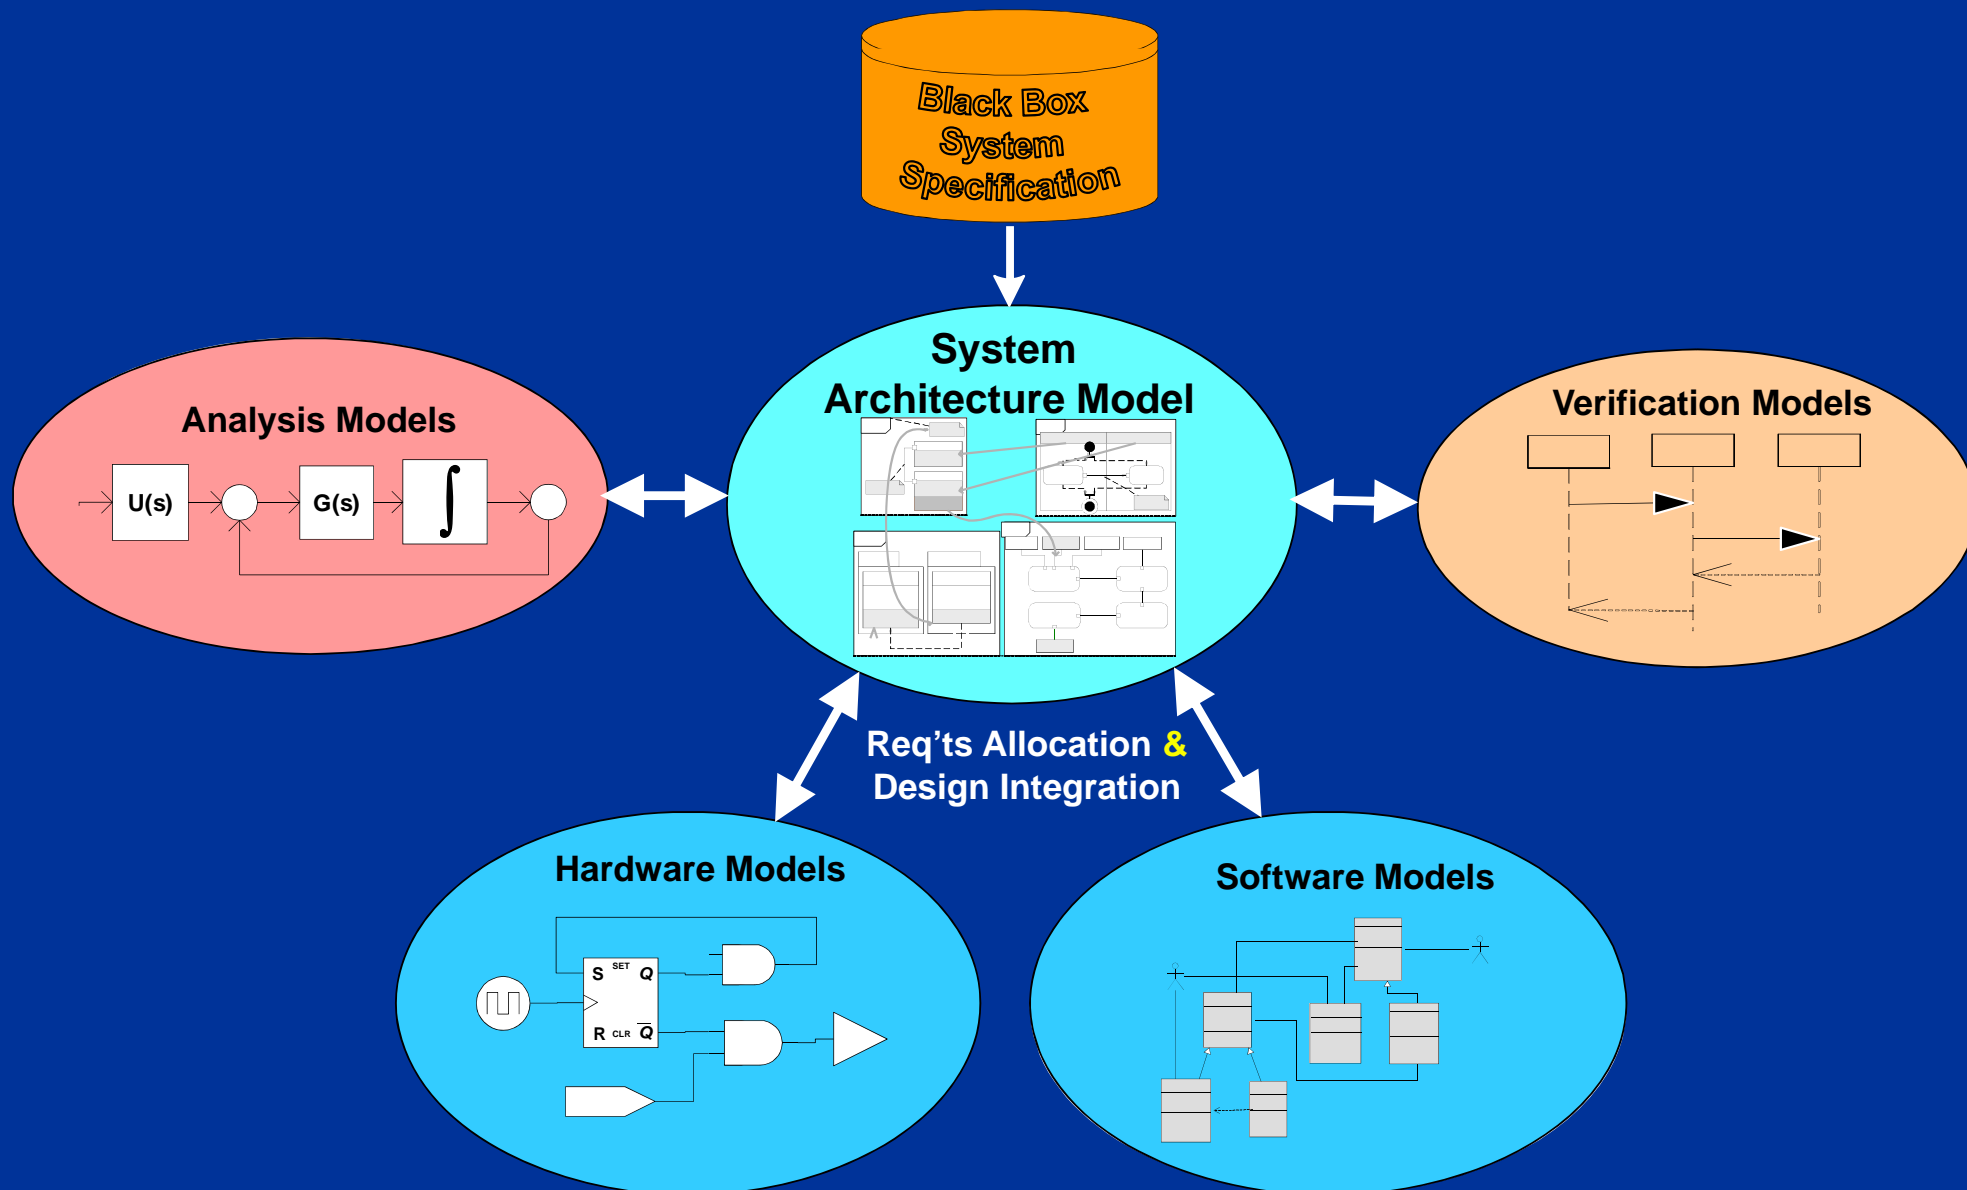 Black Box
System
Specification
System
Architecture Model
Analysis Models
U(s)
G(s)
∫
Verification Models
Req'ts Allocation &
Design Integration
Hardware Models
S SET Q
R CLR Q̅
Software Models